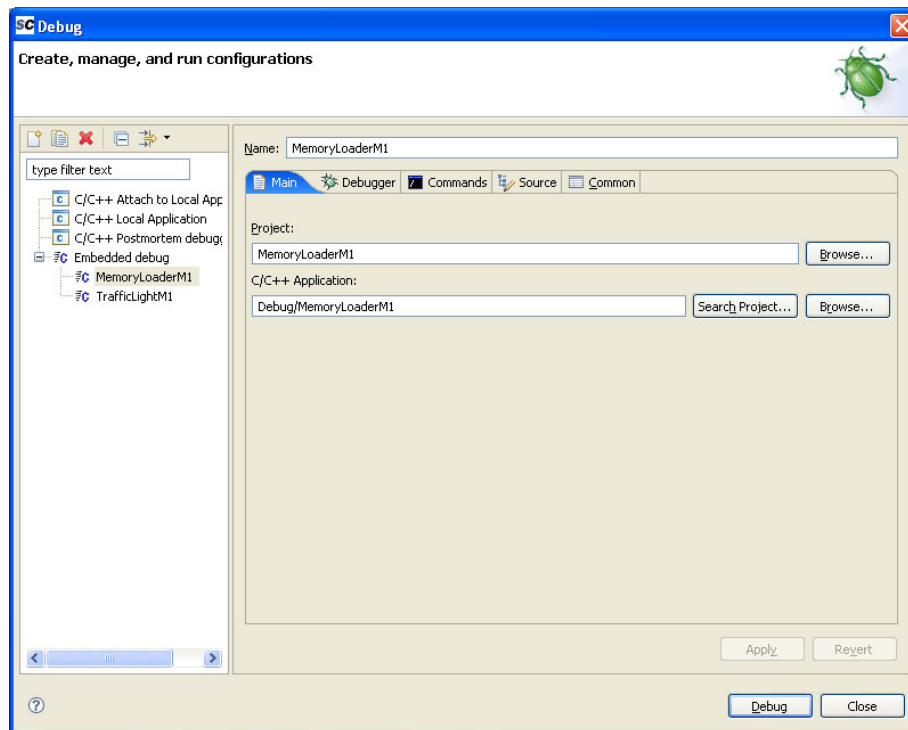 SC Debug
Create, manage, and run configurations
type filter text
C/C++ Attach to Local App
C/C++ Local Application
C/C++ Postmortem debugg
Embedded debug
MemoryLoaderM1
TrafficLightM1
Name: MemoryLoaderM1
Main Debugger Commands Source Common
Project:
MemoryLoaderM1 Browse...
C/C++ Application:
Debug/MemoryLoaderM1 Search Project... Browse...
Apply Revert
? Debug Close